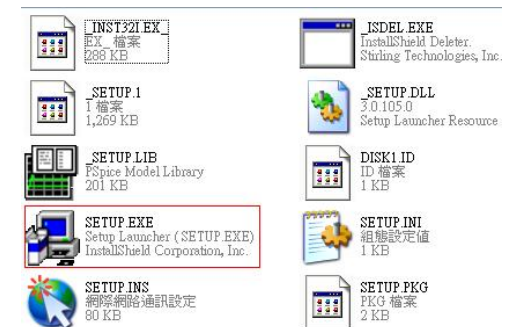 _INST32I.EX_
EX_ 檔案
288 KB
_ISDEL.EXE
InstallShield Deleter.
Stirling Technologies, Inc.
_SETUP.1
1 檔案
1,269 KB
_SETUP.DLL
3.0.105.0
Setup Launcher Resource
_SETUP.LIB
PSpice Model Library
201 KB
DISK1.ID
ID 檔案
1 KB
SETUP.EXE
Setup Launcher (SETUP.EXE)
InstallShield Corporation, Inc.
SETUP.INI
組態設定值
1 KB
SETUP.INS
網際網路通訊設定
80 KB
SETUP.PKG
PKG 檔案
2 KB